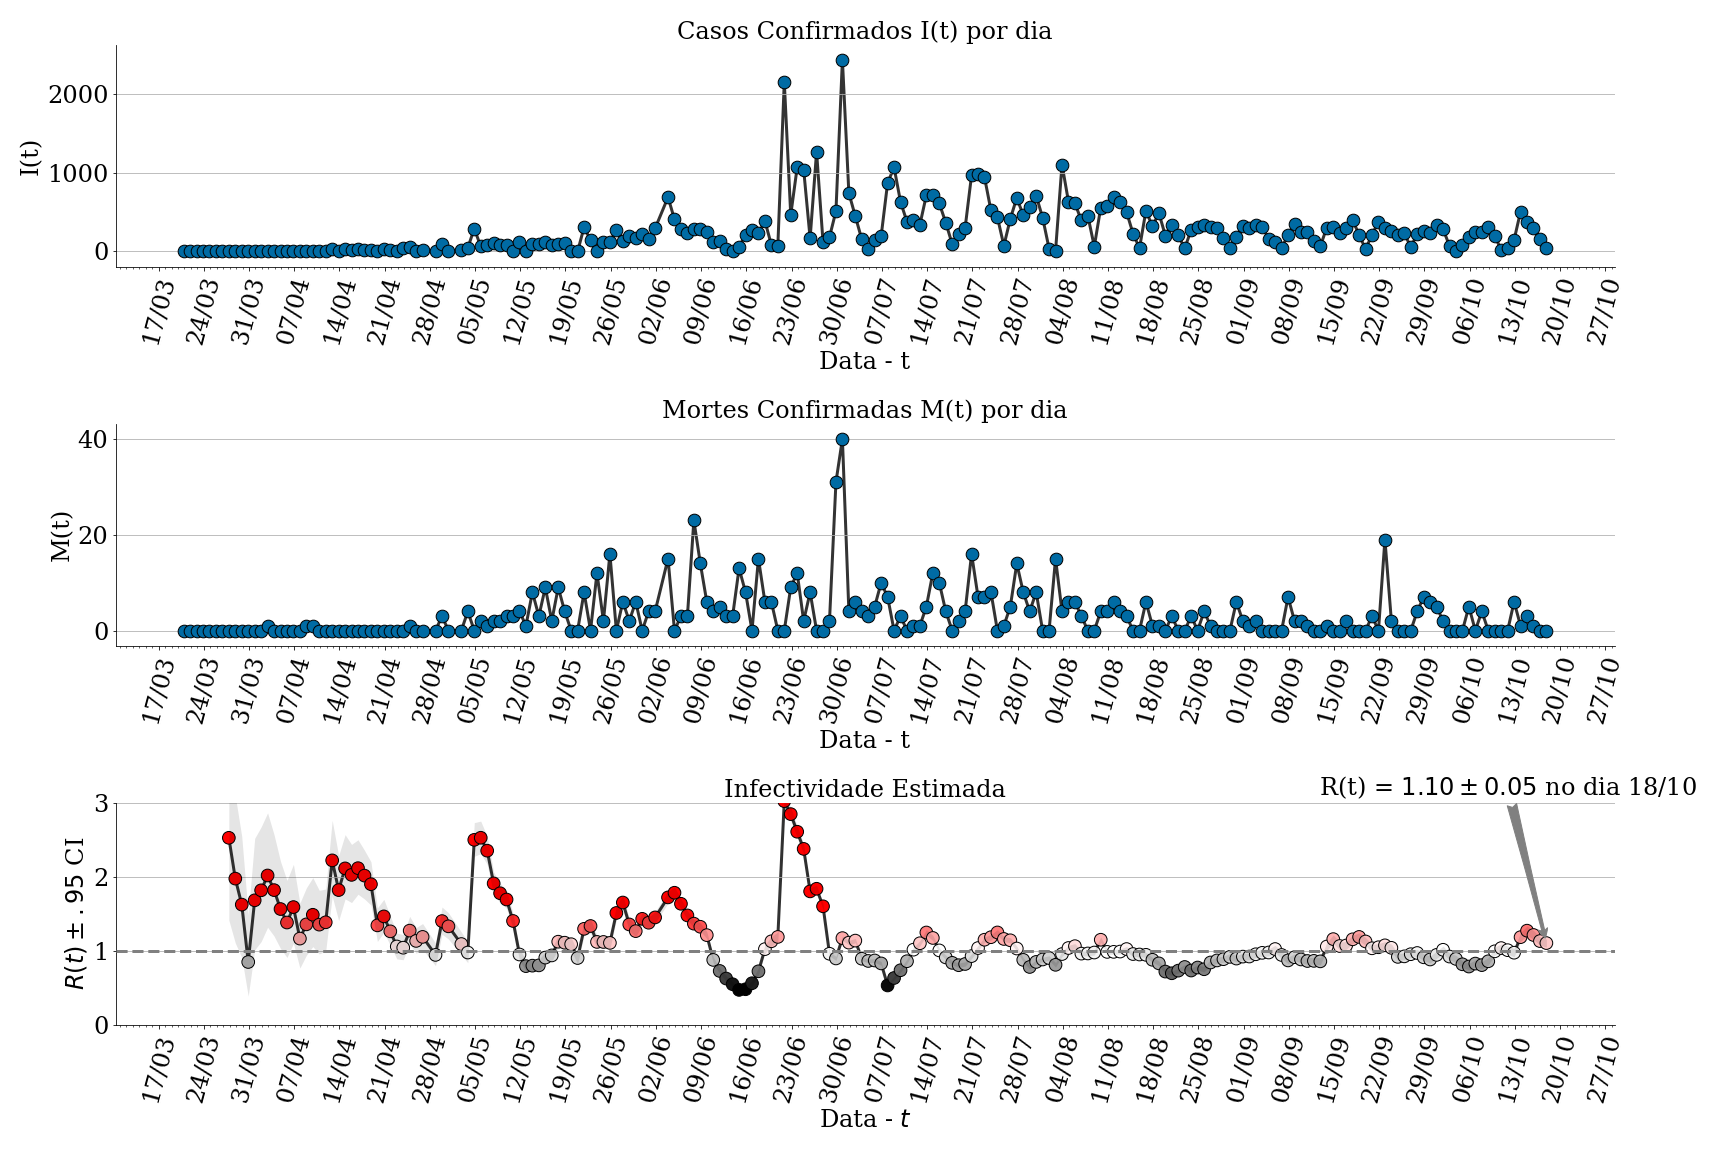 Casos Confirmados I(t) por dia
I(t)
2000
1000
0
17/03 24/03 31/03 07/04 14/04 21/04 28/04 05/05 12/05 19/05 26/05 02/06 09/06 16/06 23/06 30/06 07/07 14/07 21/07 28/07 04/08 11/08 18/08 25/08 01/09 08/09 15/09 22/09 29/09 06/10 13/10 20/10 27/10
Data - t
Mortes Confirmadas M(t) por dia
M(t)
40
20
0
17/03 24/03 31/03 07/04 14/04 21/04 28/04 05/05 12/05 19/05 26/05 02/06 09/06 16/06 23/06 30/06 07/07 14/07 21/07 28/07 04/08 11/08 18/08 25/08 01/09 08/09 15/09 22/09 29/09 06/10 13/10 20/10 27/10
Data - t
Infectividade Estimada
R(t) = 1.10 ± 0.05 no dia 18/10
R(t) ± .95 CI
3
2
1
0
17/03 24/03 31/03 07/04 14/04 21/04 28/04 05/05 12/05 19/05 26/05 02/06 09/06 16/06 23/06 30/06 07/07 14/07 21/07 28/07 04/08 11/08 18/08 25/08 01/09 08/09 15/09 22/09 29/09 06/10 13/10 20/10 27/10
Data - t